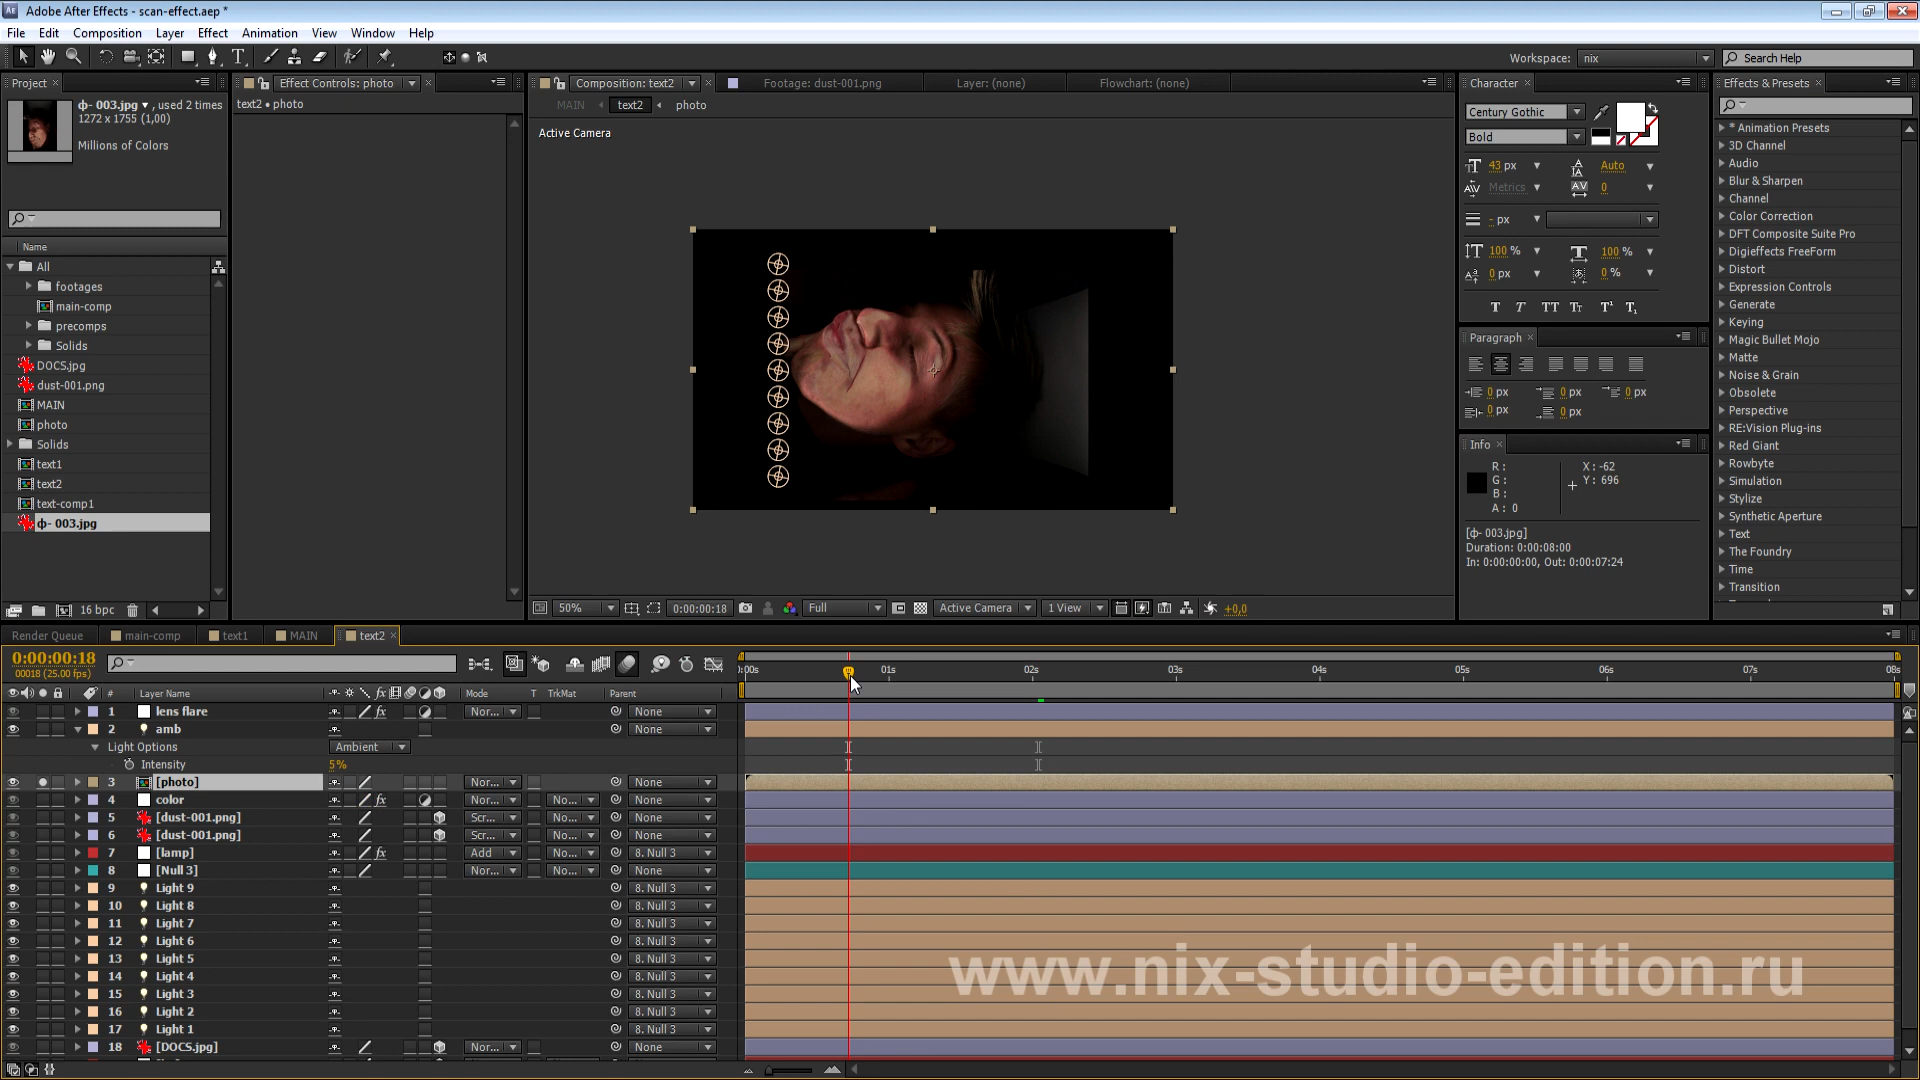 Adobe After Effects - scan-effect.aep *
File Edit Composition Layer Effect Animation View Window Help
Workspace: nix Search Help
Project Effect Controls: photo Composition: text2 Footage: dust-001.png Layer: (none) Flowchart: (none) Character Effects & Presets
ф- 003.jpg , used 2 times
1272 x 1755 (1,00)
Millions of Colors
text2 • photo
MAIN text2 photo
Active Camera
Name
All
footages
main-comp
precomps
Solids
DOCS.jpg
dust-001.png
MAIN
photo
Solids
text1
text2
text-comp1
ф- 003.jpg
16 bpc
50% 0:00:00:18 Full Active Camera 1 View +0,0
Century Gothic
Bold
43 px Auto
Metrics 0
- px
100 % 100 %
0 px 0 %
T T TT Tr T¹ T₁
Paragraph
0 px 0 px 0 px
0 px 0 px
Info
R : X : -62
G : Y : 696
B :
A : 0
[ф- 003.jpg]
Duration: 0:00:08:00
In: 0:00:00:00, Out: 0:00:07:24
* Animation Presets
3D Channel
Audio
Blur & Sharpen
Channel
Color Correction
DFT Composite Suite Pro
Digieffects FreeForm
Distort
Expression Controls
Generate
Keying
Magic Bullet Mojo
Matte
Noise & Grain
Obsolete
Perspective
RE:Vision Plug-ins
Red Giant
Rowbyte
Simulation
Stylize
Synthetic Aperture
Text
The Foundry
Time
Transition
Render Queue main-comp text1 MAIN text2
0:00:00:18
00018 (25.00 fps)
:00s 01s 02s 03s 04s 05s 06s 07s 08s
# Layer Name fx Mode T TrkMat Parent
1 lens flare fx Nor... None
2 amb None
Light Options Ambient
Intensity 5%
3 [photo] Nor... None
4 color fx Nor... No... None
5 [dust-001.png] Scr... No... None
6 [dust-001.png] Scr... No... None
7 [lamp] fx Add No... 8. Null 3
8 [Null 3] Nor... No... None
9 Light 9 8. Null 3
10 Light 8 8. Null 3
11 Light 7 8. Null 3
12 Light 6 8. Null 3
13 Light 5 8. Null 3
14 Light 4 8. Null 3
15 Light 3 8. Null 3
16 Light 2 8. Null 3
17 Light 1 8. Null 3
18 [DOCS.jpg] Nor... No... None
www.nix-studio-edition.ru